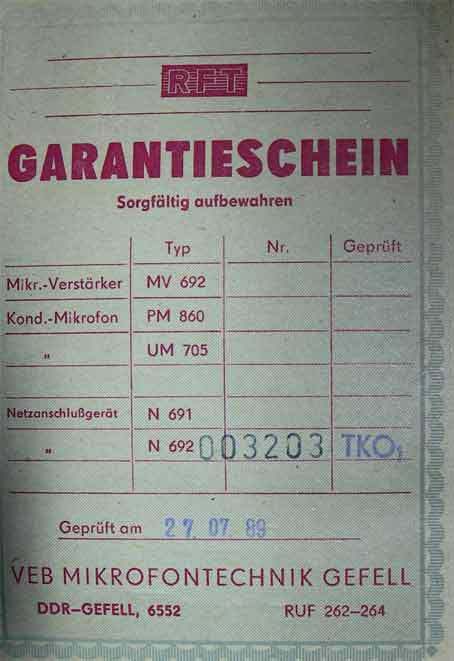 RFT
GARANTIESCHEIN
Sorgfältig aufbewahren
Typ Nr. Geprüft
Mikr.-Verstärker MV 692
Kond.-Mikrofon PM 860
„ UM 705
Netzanschlußgerät N 691
„ N 692 003203 TKO1
Geprüft am 27. 07. 89
VEB MIKROFONTECHNIK GEFELL
DDR–GEFELL, 6552 RUF 262–264